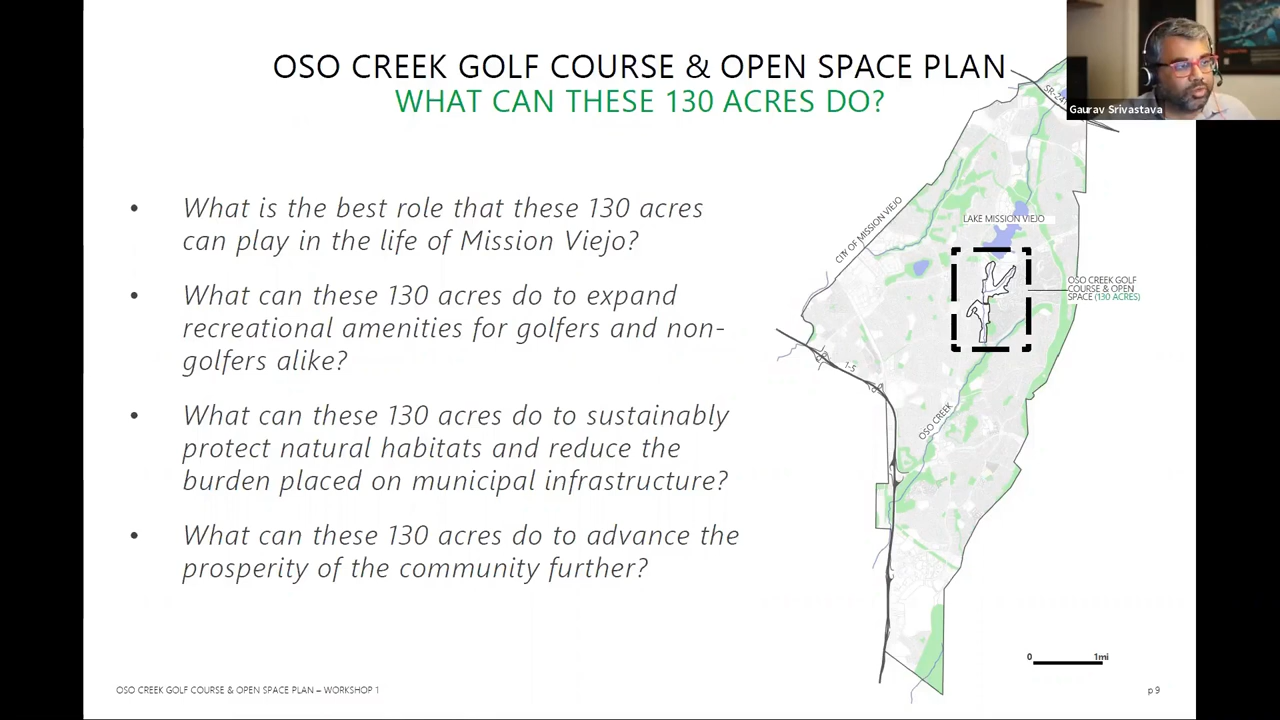 OSO CREEK GOLF COURSE & OPEN SPACE PLAN
WHAT CAN THESE 130 ACRES DO?
• What is the best role that these 130 acres
can play in the life of Mission Viejo?
• What can these 130 acres do to expand
recreational amenities for golfers and non-
golfers alike?
• What can these 130 acres do to sustainably
protect natural habitats and reduce the
burden placed on municipal infrastructure?
• What can these 130 acres do to advance the
prosperity of the community further?
Gaurav Srivastava
CITY OF MISSION VIEJO
LAKE MISSION VIEJO
OSO CREEK GOLF
COURSE & OPEN
SPACE (130 ACRES)
I-5
OSO CREEK
0 1mi
OSO CREEK GOLF COURSE & OPEN SPACE PLAN – WORKSHOP 1
p 9